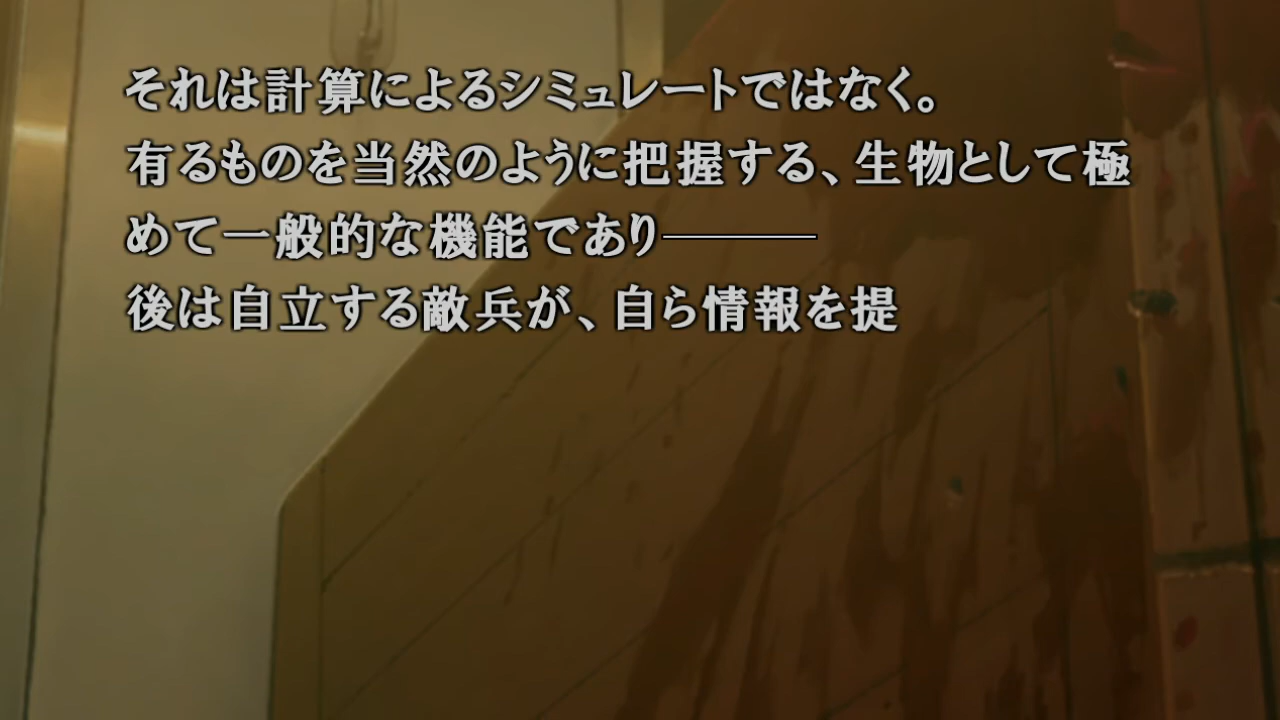 それは計算によるシミュレートではなく。
有るものを当然のように把握する、生物として極
めて一般的な機能であり―――
後は自立する敵兵が、自ら情報を提